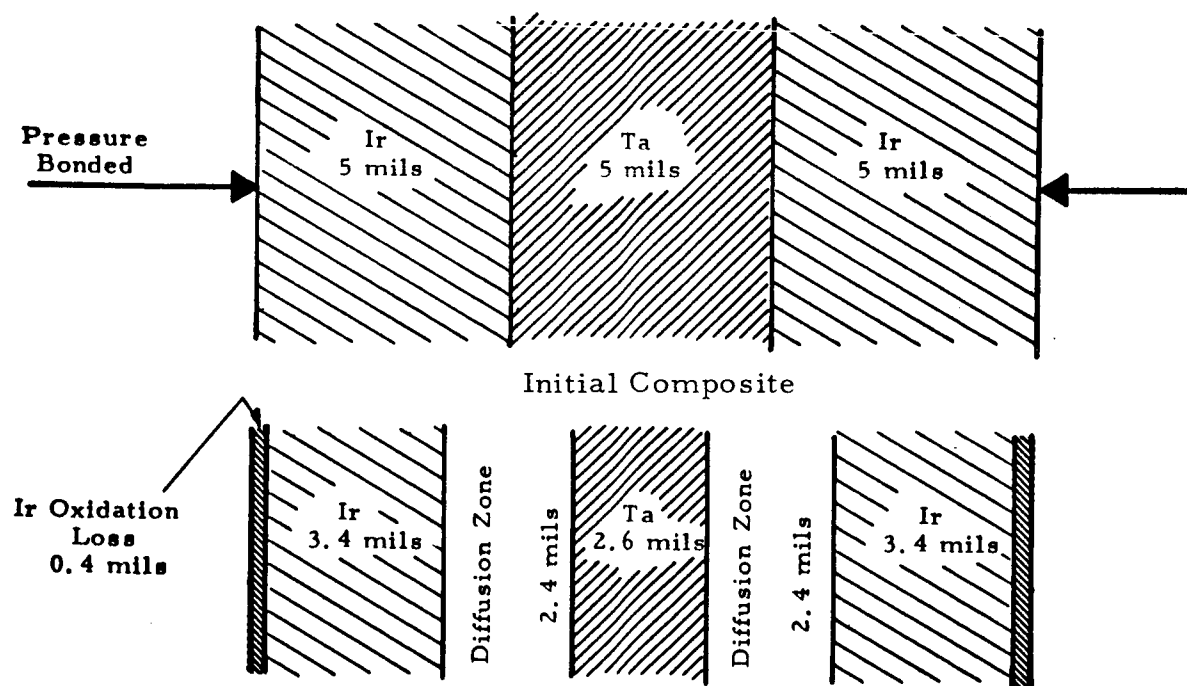 Pressure
Bonded
Ir
5 mils
Ta
5 mils
Ir
5 mils
Initial Composite
Ir Oxidation
Loss
0.4 mils
Ir
3.4 mils
Diffusion Zone
2.4 mils
Ta
2.6 mils
Diffusion Zone
2.4 mils
Ir
3.4 mils